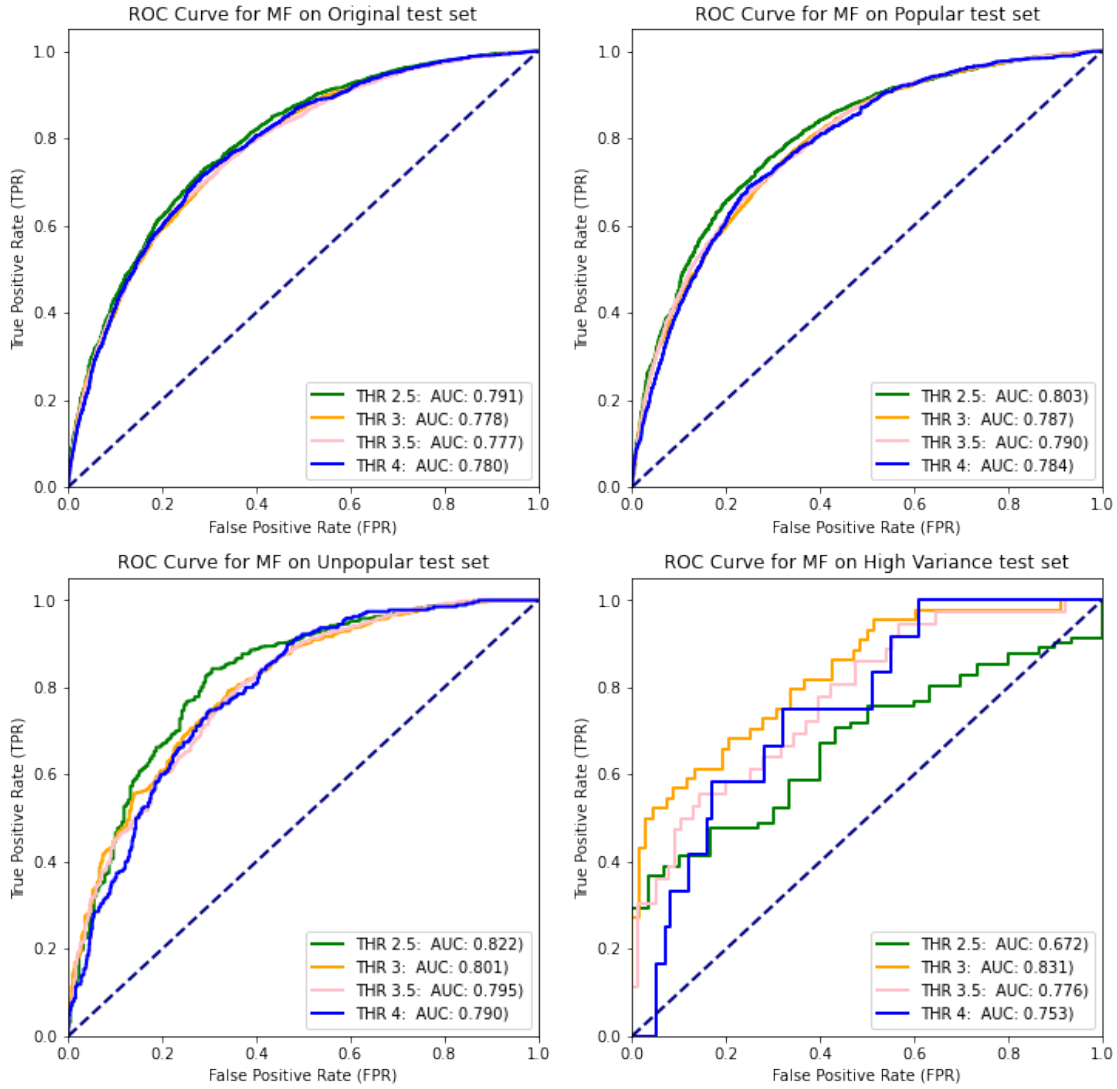 ROC Curve for MF on Original test set
1.0
0.8
0.6
0.4
0.2
0.0
True Positive Rate (TPR)
THR 2.5:  AUC: 0.791)
THR 3:  AUC: 0.778)
THR 3.5:  AUC: 0.777)
THR 4:  AUC: 0.780)
0.0 0.2 0.4 0.6 0.8 1.0
False Positive Rate (FPR)
ROC Curve for MF on Popular test set
1.0
0.8
0.6
0.4
0.2
0.0
True Positive Rate (TPR)
THR 2.5:  AUC: 0.803)
THR 3:  AUC: 0.787)
THR 3.5:  AUC: 0.790)
THR 4:  AUC: 0.784)
0.0 0.2 0.4 0.6 0.8 1.0
False Positive Rate (FPR)
ROC Curve for MF on Unpopular test set
1.0
0.8
0.6
0.4
0.2
0.0
True Positive Rate (TPR)
THR 2.5:  AUC: 0.822)
THR 3:  AUC: 0.801)
THR 3.5:  AUC: 0.795)
THR 4:  AUC: 0.790)
0.0 0.2 0.4 0.6 0.8 1.0
False Positive Rate (FPR)
ROC Curve for MF on High Variance test set
1.0
0.8
0.6
0.4
0.2
0.0
True Positive Rate (TPR)
THR 2.5:  AUC: 0.672)
THR 3:  AUC: 0.831)
THR 3.5:  AUC: 0.776)
THR 4:  AUC: 0.753)
0.0 0.2 0.4 0.6 0.8 1.0
False Positive Rate (FPR)